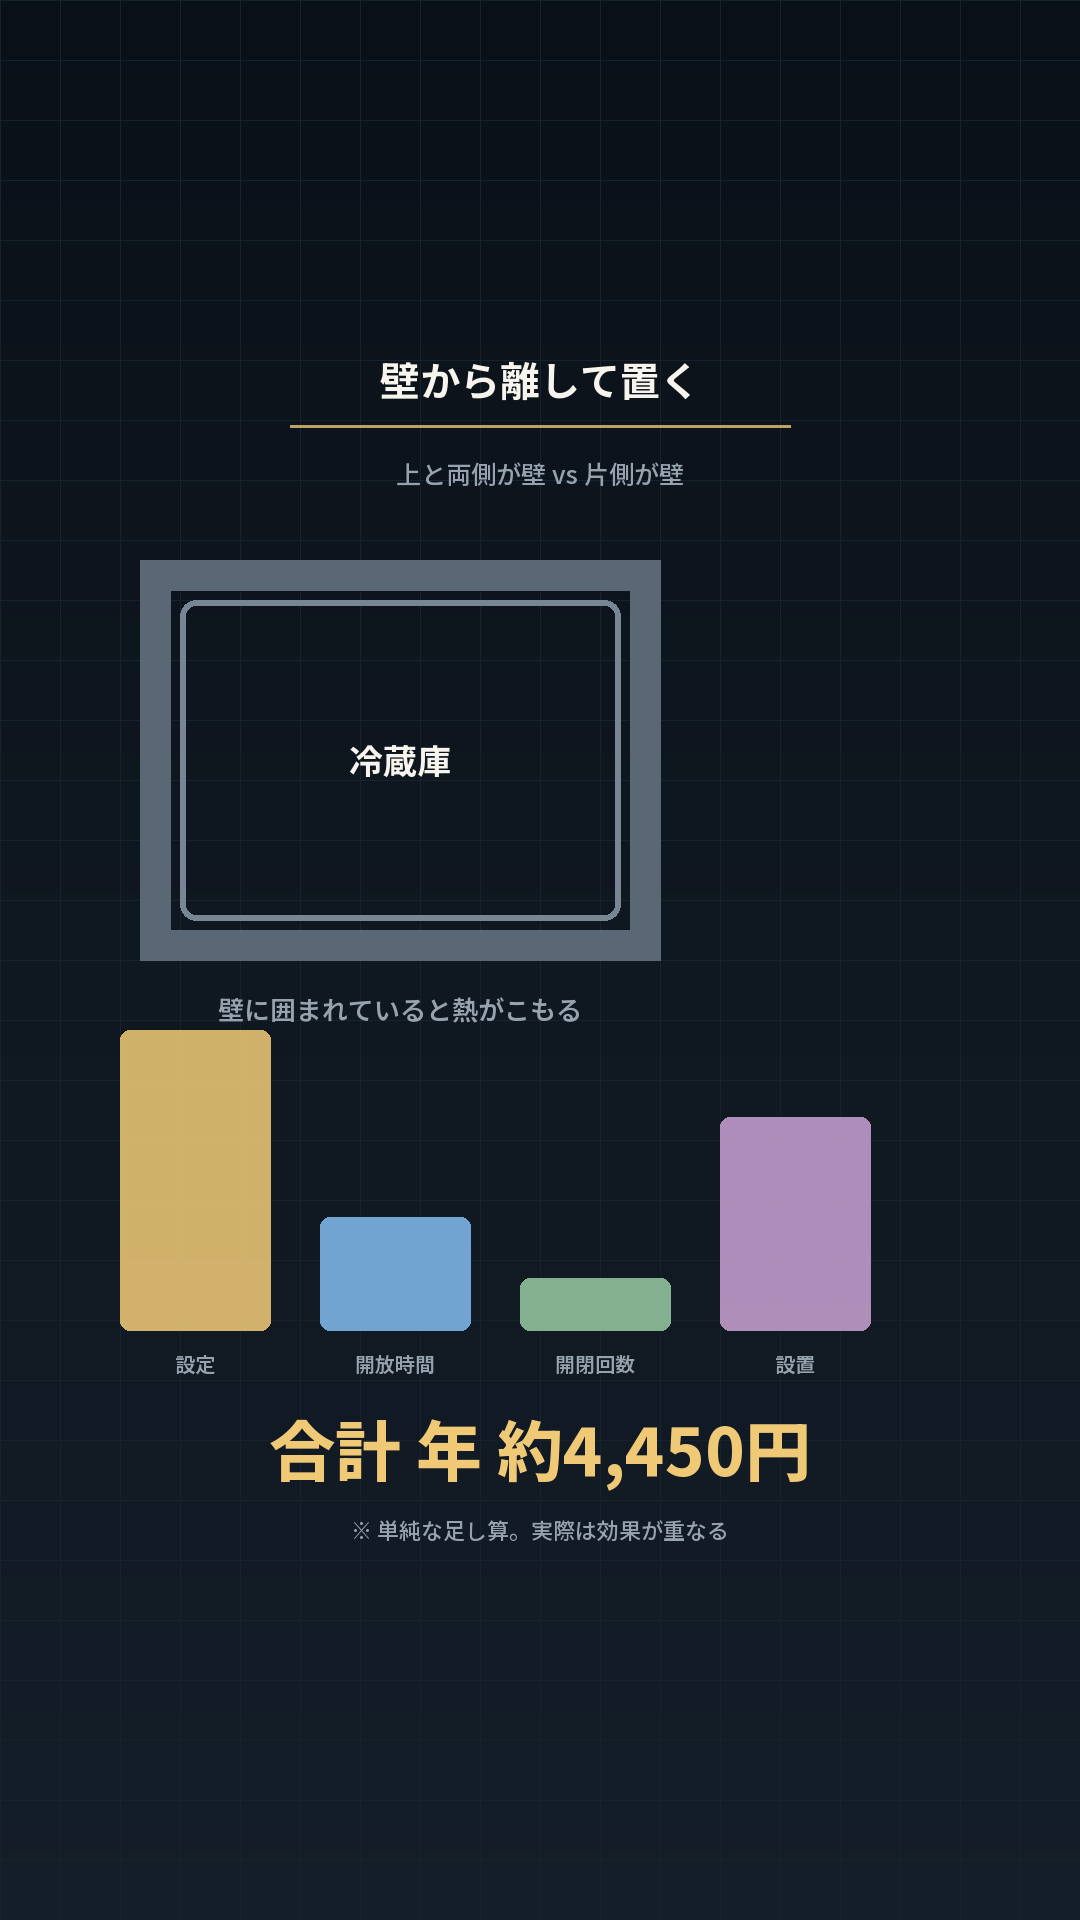 壁から離して置く
上と両側が壁 vs 片側が壁
冷蔵庫
壁に囲まれていると熱がこもる
設定
開放時間
開閉回数
設置
合計 年 約4,450円
※ 単純な足し算。実際は効果が重なる